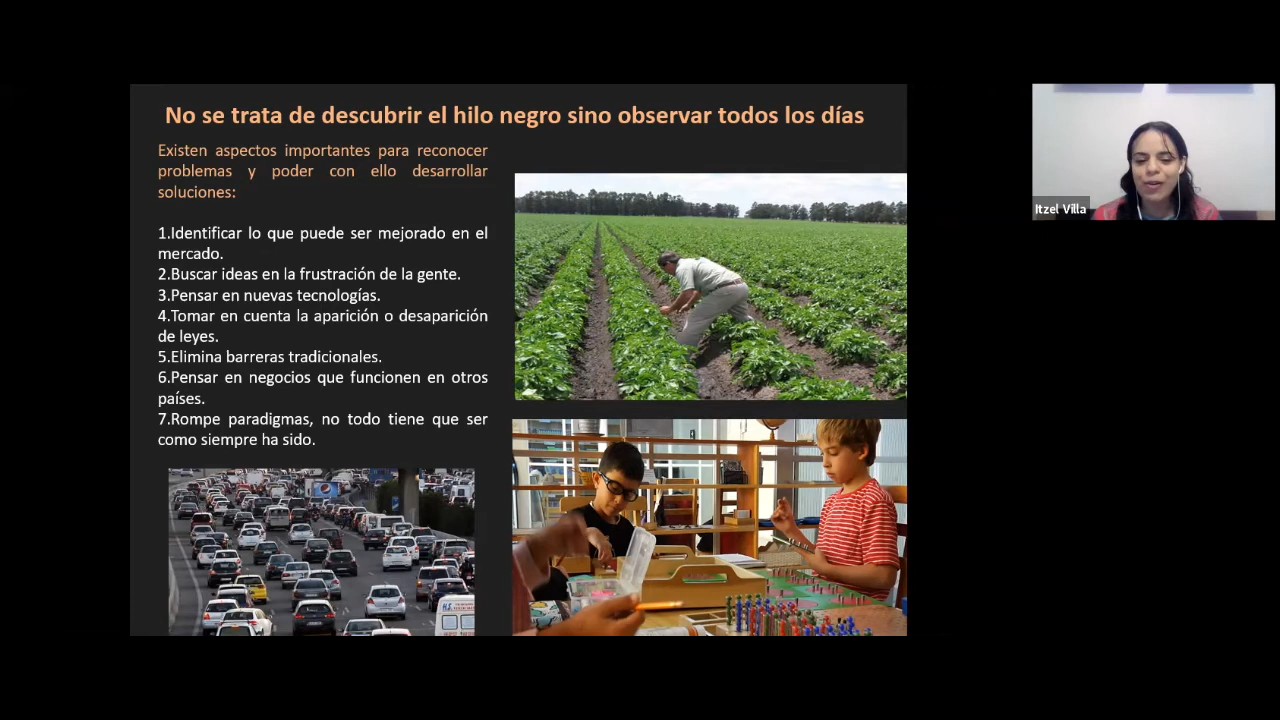 No se trata de descubrir el hilo negro sino observar todos los días
Existen aspectos importantes para reconocer
problemas y poder con ello desarrollar
soluciones:
1.Identificar lo que puede ser mejorado en el
mercado.
2.Buscar ideas en la frustración de la gente.
3.Pensar en nuevas tecnologías.
4.Tomar en cuenta la aparición o desaparición
de leyes.
5.Elimina barreras tradicionales.
6.Pensar en negocios que funcionen en otros
países.
7.Rompe paradigmas, no todo tiene que ser
como siempre ha sido.
Itzel Villa